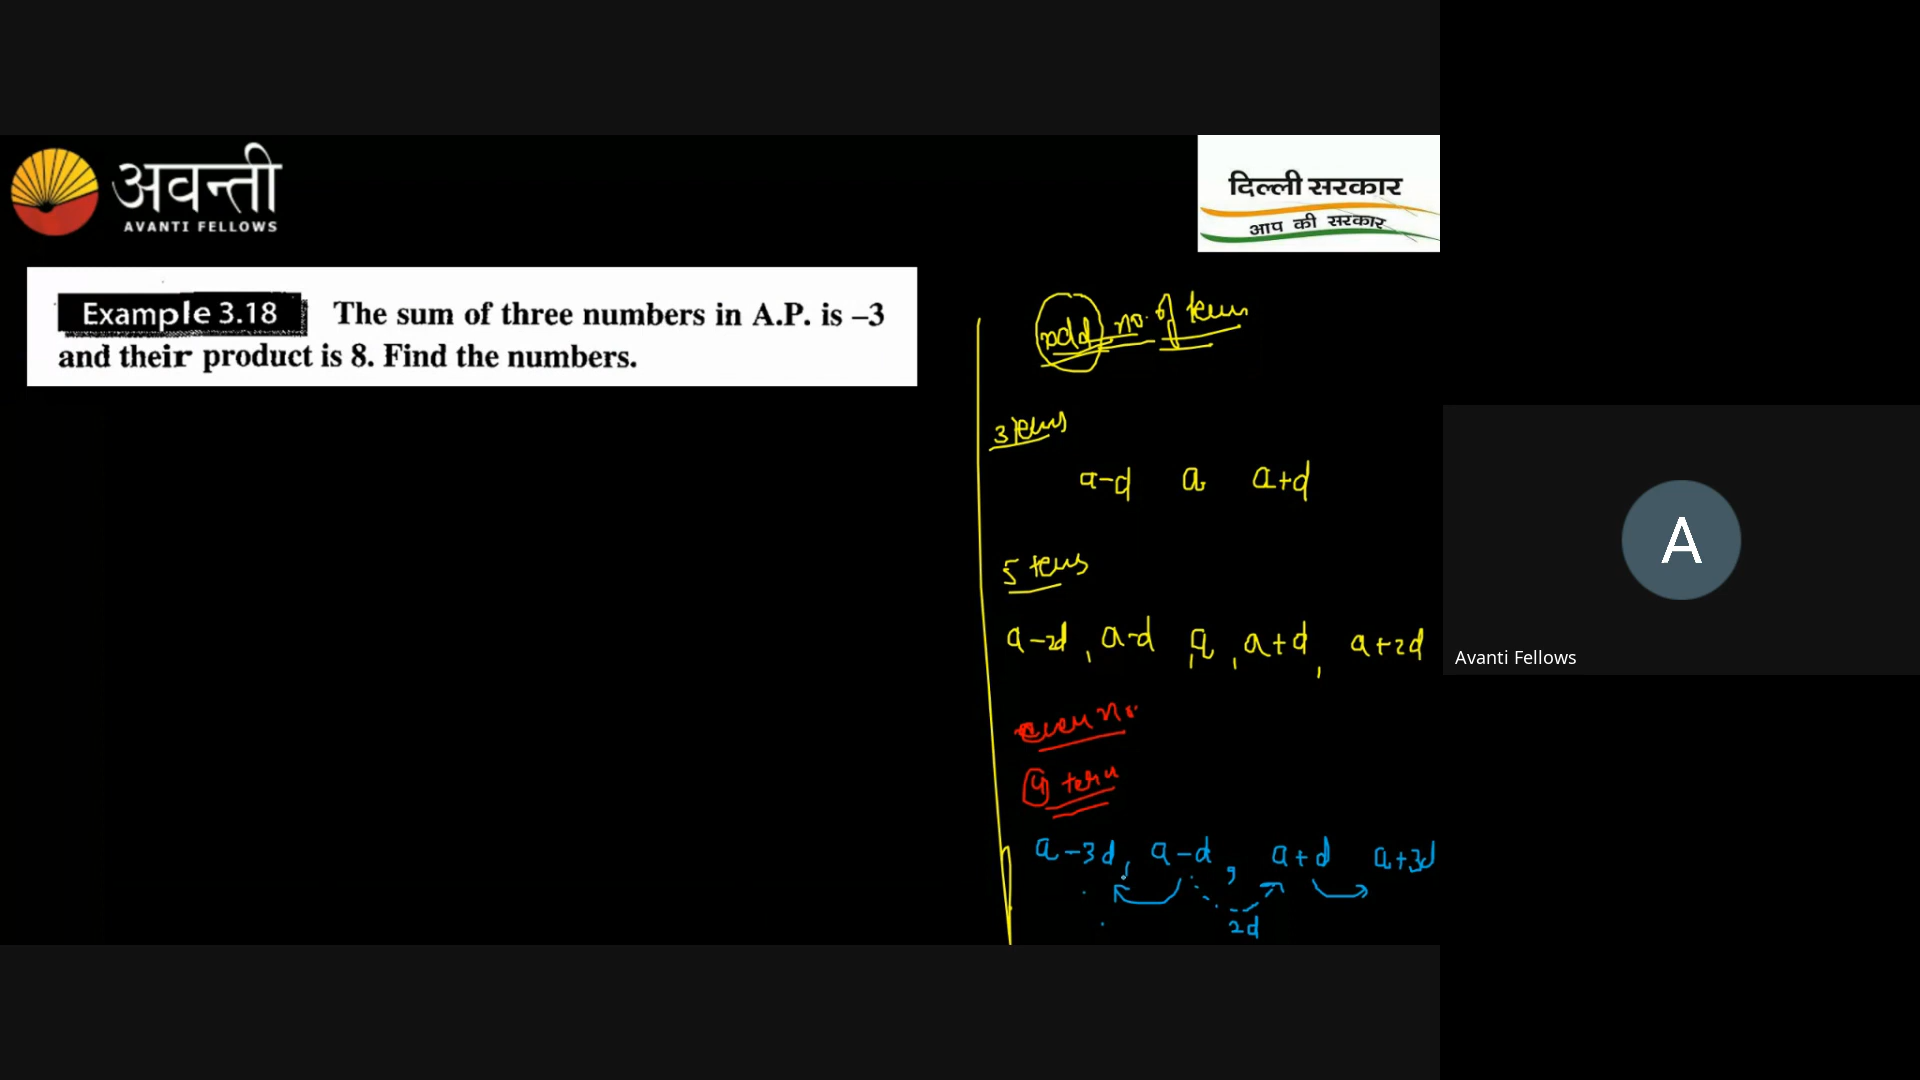 अवन्ती
AVANTI FELLOWS
दिल्ली सरकार
आप की सरकार
Example 3.18 The sum of three numbers in A.P. is –3
and their product is 8. Find the numbers.
odd no. of term
3 terms
a-d a a+d
5 terms
a-2d, a-d, a, a+d, a+2d
even no.
4 term
a-3d, a-d, a+d a+3d
2d
A
Avanti Fellows